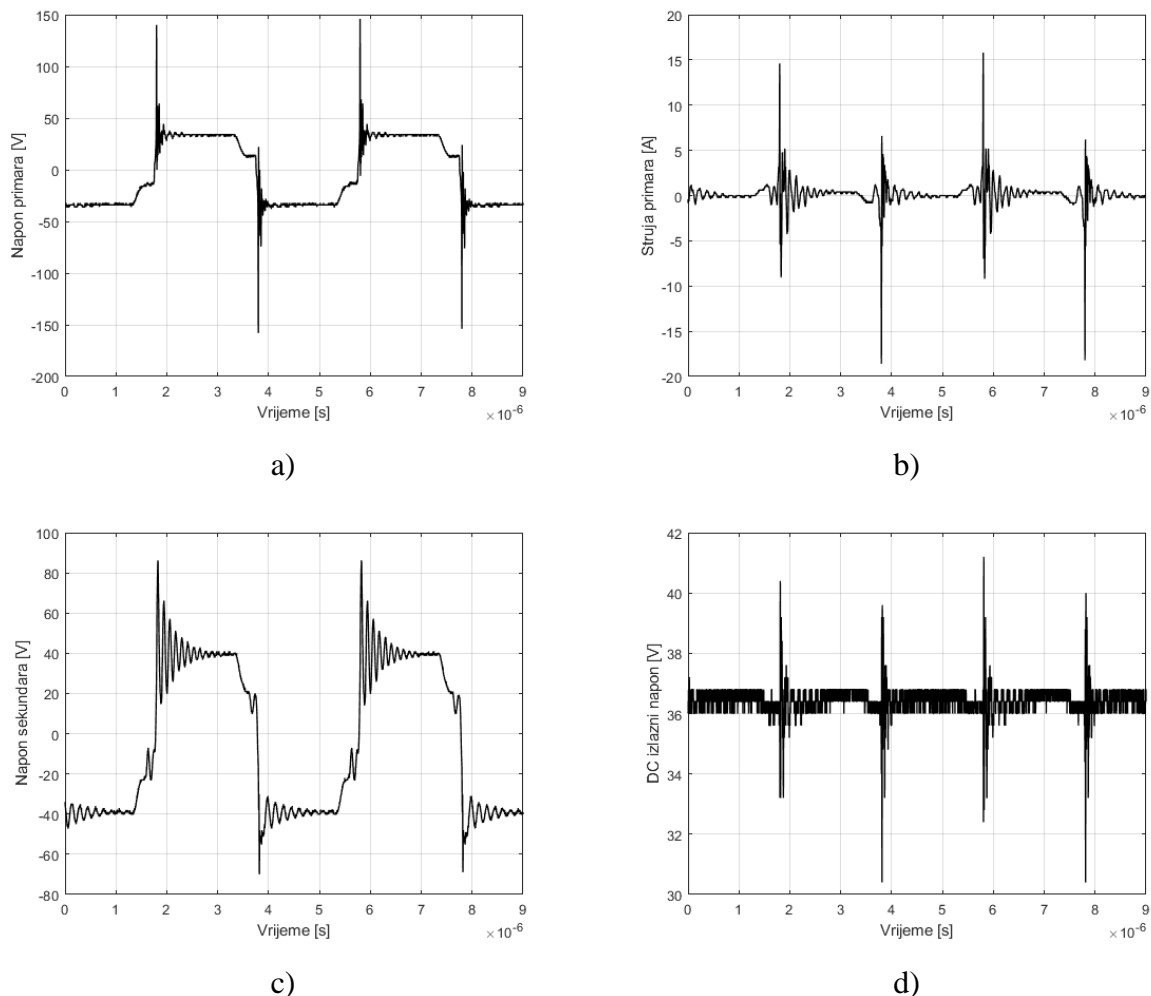 150
100
50
0
-50
-100
-150
-200
Napon primara [V]
0 1 2 3 4 5 6 7 8 9
Vrijeme [s]
×10-6
a)
20
15
10
5
0
-5
-10
-15
-20
Struja primara [A]
0 1 2 3 4 5 6 7 8 9
Vrijeme [s]
×10-6
b)
100
80
60
40
20
0
-20
-40
-60
-80
Napon sekundara [V]
0 1 2 3 4 5 6 7 8 9
Vrijeme [s]
×10-6
c)
42
40
38
36
34
32
30
DC izlazni napon [V]
0 1 2 3 4 5 6 7 8 9
Vrijeme [s]
×10-6
d)